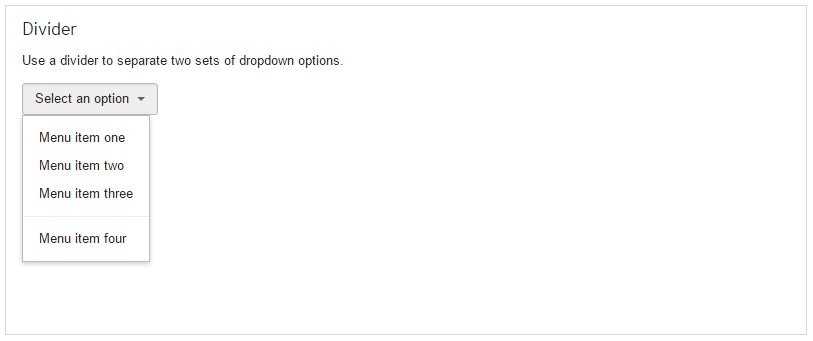 Divider
Use a divider to separate two sets of dropdown options.
Select an option
Menu item one
Menu item two
Menu item three
Menu item four